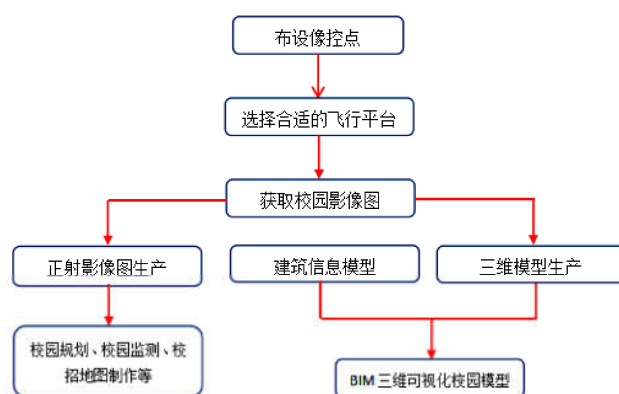 布设像控点
选择合适的飞行平台
获取校园影像图
正射影像图生产
建筑信息模型
三维模型生产
校园规划、校园监测、校
招地图制作等
BIM 三维可视化校园模型